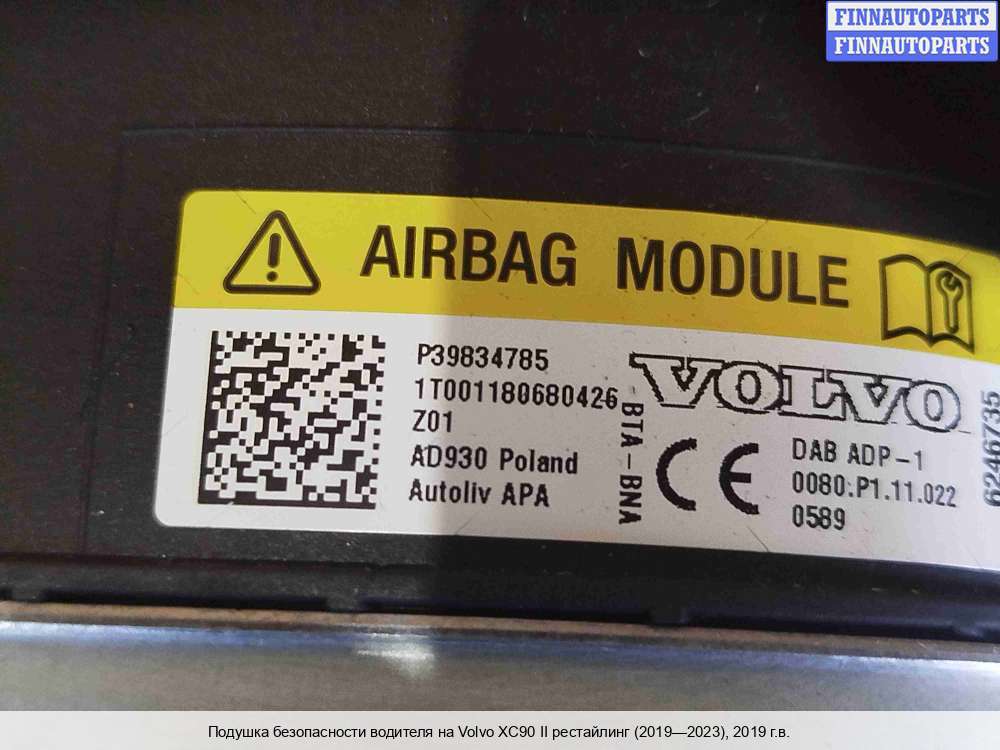 FINNAUTOPARTS
FINNAUTOPARTS
AIRBAG MODULE
P39834785
1T001180680426
Z01
AD930 Poland
Autoliv APA
BTA-BNA
VOLVO
CE
DAB ADP-1
0080.P1.11.022
0589
62466735
Подушка безопасности водителя на Volvo XC90 II рестайлинг (2019—2023), 2019 г.в.